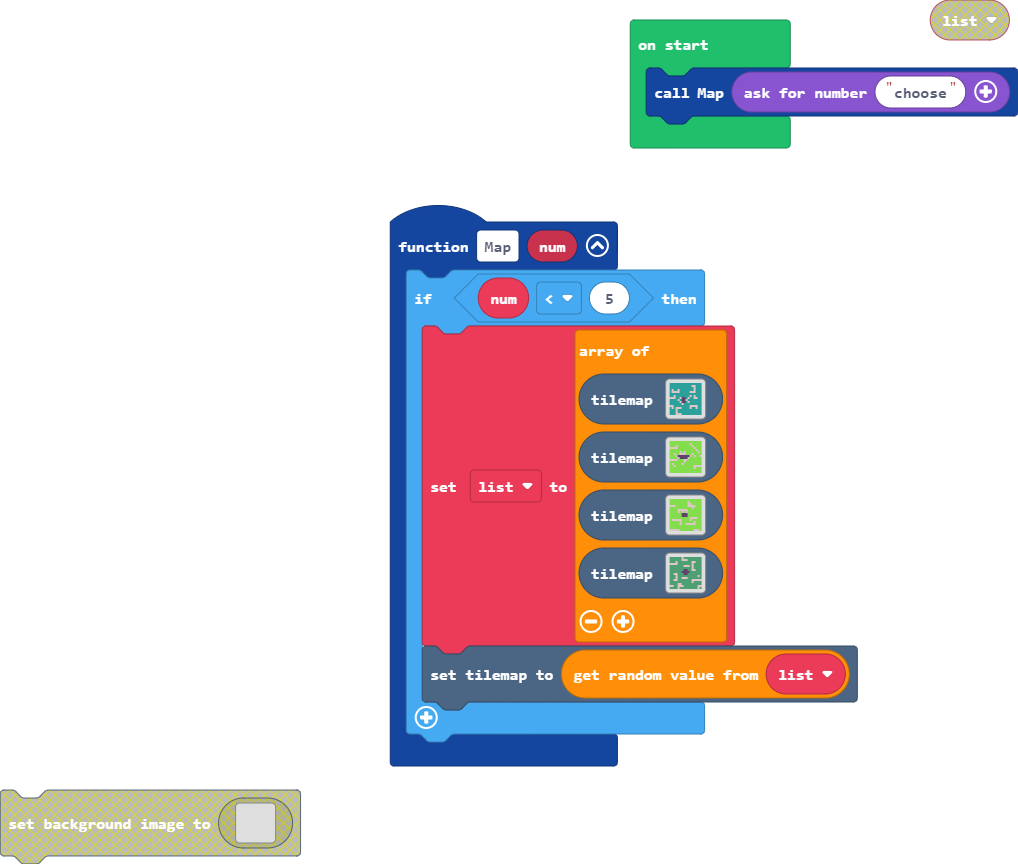 list
on start
call Map ask for number "choose"
function Map num
if num < 5 then
array of
tilemap
tilemap
set list to
tilemap
tilemap
set tilemap to get random value from list
set background image to